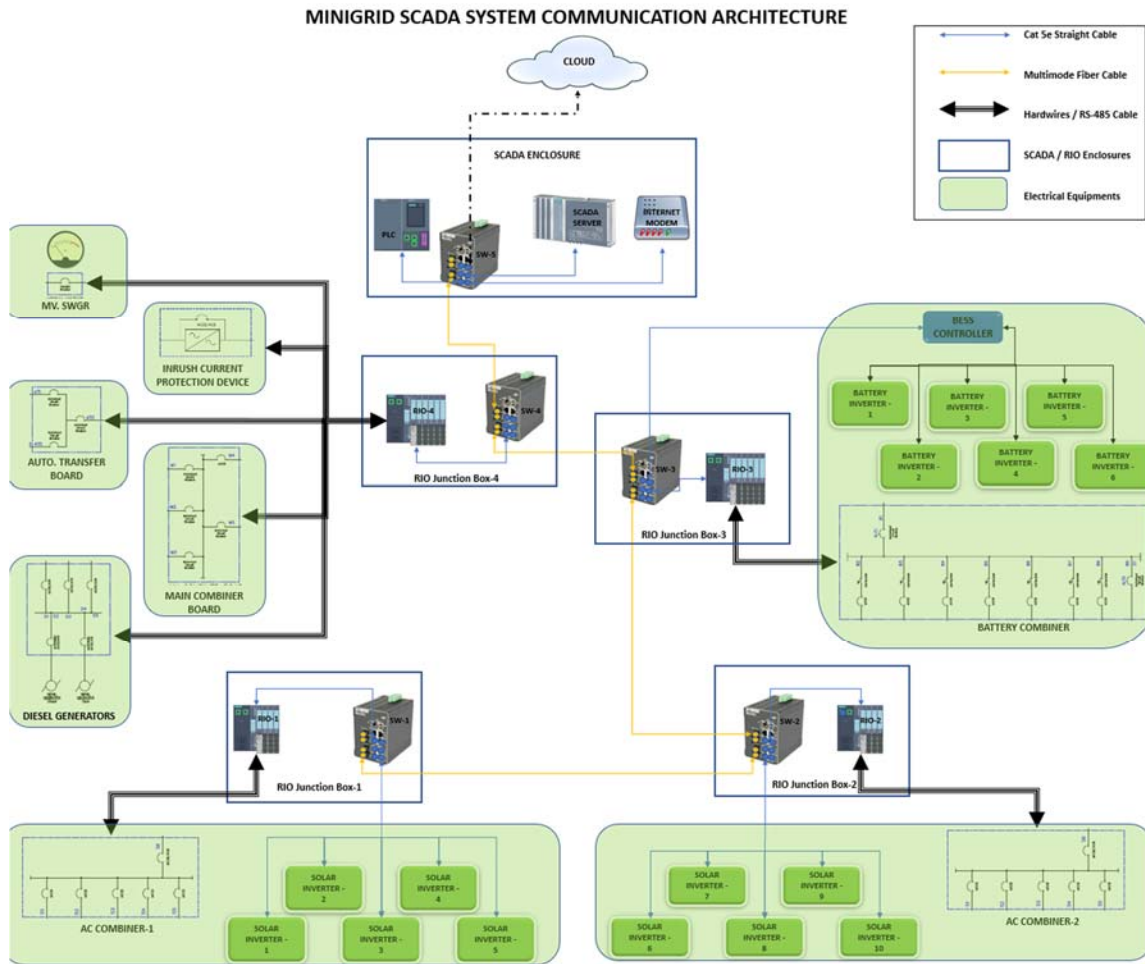 MINIGRID SCADA SYSTEM COMMUNICATION ARCHITECTURE
Cat 5e Straight Cable
Multimode Fiber Cable
Hardwires / RS-485 Cable
SCADA / RIO Enclosures
Electrical Equipments
CLOUD
SCADA ENCLOSURE
PLC
SW-5
SCADA
SERVER
INTERNET
MODEM
MV. SWGR
INRUSH CURRENT
PROTECTION DEVICE
AUTO. TRANSFER
BOARD
MAIN COMBINER
BOARD
DIESEL GENERATORS
RIO-4
SW-4
RIO Junction Box-4
SW-3
RIO-3
RIO Junction Box-3
BESS
CONTROLLER
BATTERY
INVERTER -
1
BATTERY
INVERTER -
3
BATTERY
INVERTER -
5
BATTERY
INVERTER -
2
BATTERY
INVERTER -
4
BATTERY
INVERTER -
6
BATTERY COMBINER
RIO-1
SW-1
RIO Junction Box-1
SW-2
RIO-2
RIO Junction Box-2
AC COMBINER-1
SOLAR
INVERTER -
2
SOLAR
INVERTER -
4
SOLAR
INVERTER -
1
SOLAR
INVERTER -
3
SOLAR
INVERTER -
5
SOLAR
INVERTER -
7
SOLAR
INVERTER -
9
SOLAR
INVERTER -
6
SOLAR
INVERTER -
8
SOLAR
INVERTER -
10
AC COMBINER-2